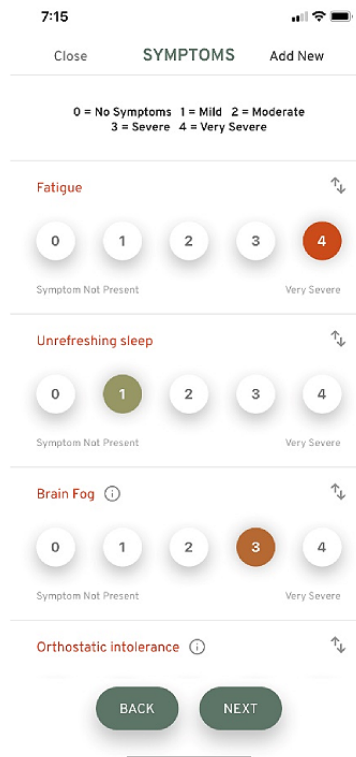 7:15
Close SYMPTOMS Add New
0 = No Symptoms 1 = Mild 2 = Moderate
3 = Severe 4 = Very Severe
Fatigue
0 1 2 3 4
Symptom Not Present Very Severe
Unrefreshing sleep
0 1 2 3 4
Symptom Not Present Very Severe
Brain Fog
0 1 2 3 4
Symptom Not Present Very Severe
Orthostatic intolerance
BACK NEXT